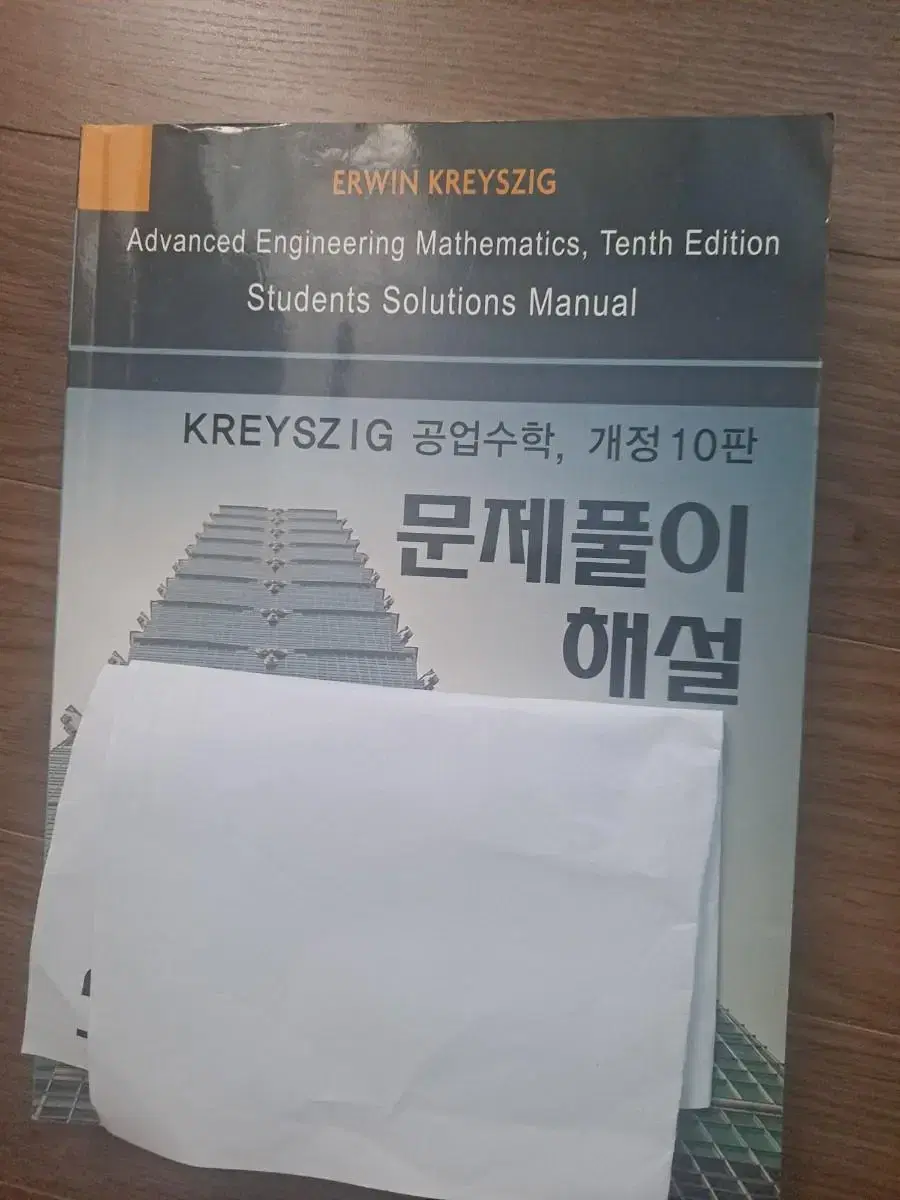 ERWIN KREYSZIG
Advanced Engineering Mathematics, Tenth Edition
Students Solutions Manual
KREYSZIG 공업수학, 개정10판
문제풀이
해설